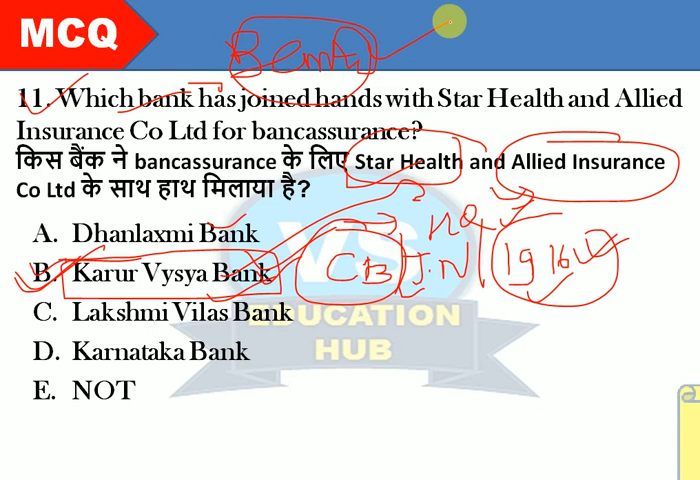 MCQ
11. Which bank has joined hands with Star Health and Allied
Insurance Co Ltd for bancassurance?
किस बैंक ने bancassurance के लिए Star Health and Allied Insurance
Co Ltd के साथ हाथ मिलाया है?
A. Dhanlaxmi Bank
B. Karur Vysya Bank
C. Lakshmi Vilas Bank
D. Karnataka Bank
E. NOT
VS
EDUCATION
HUB
CB
T.N
1916